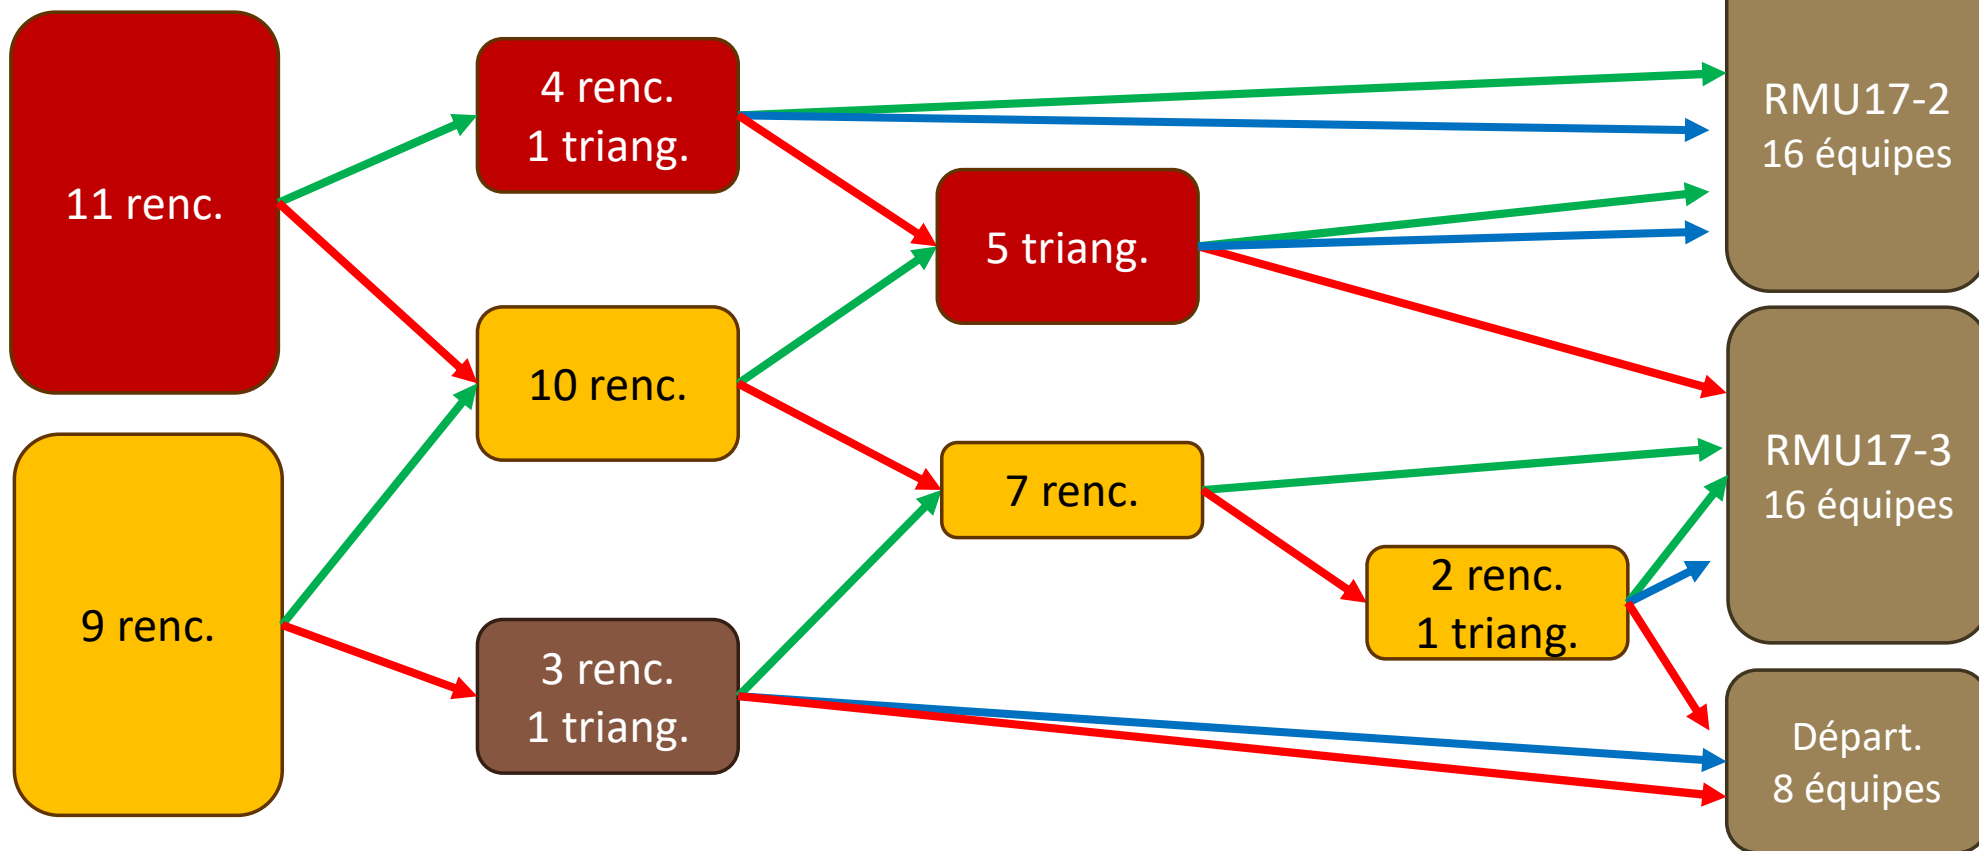 11 renc.
4 renc.
1 triang.
RMU17-2
16 équipes
5 triang.
10 renc.
RMU17-3
16 équipes
7 renc.
9 renc.
2 renc.
1 triang.
3 renc.
1 triang.
Départ.
8 équipes